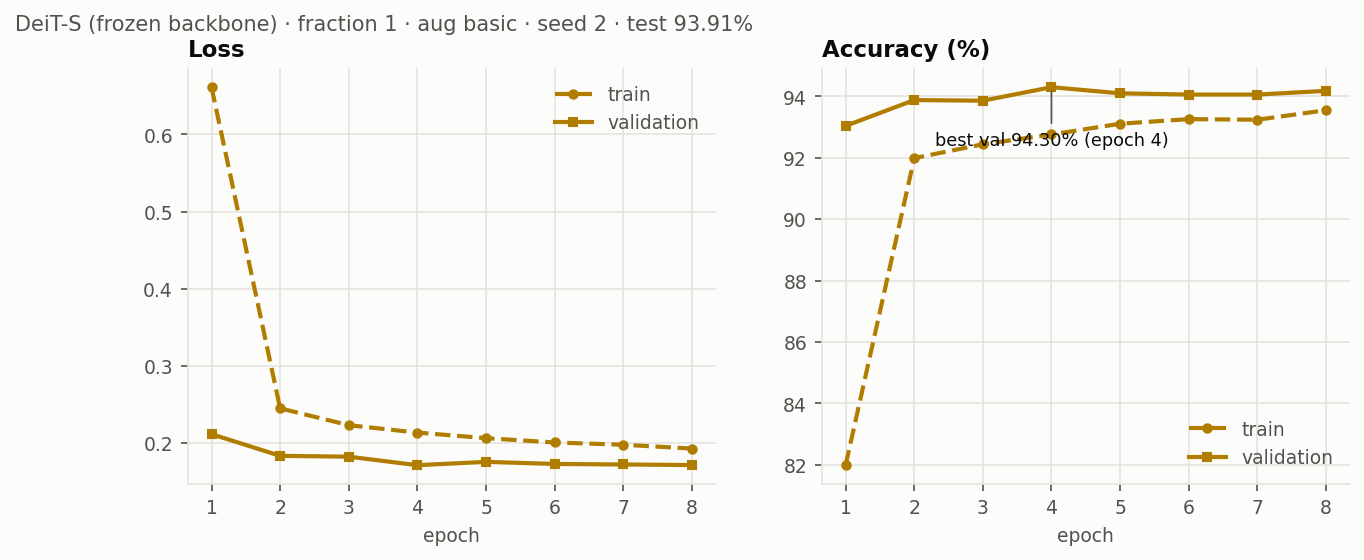 DeiT-S (frozen backbone) · fraction 1 · aug basic · seed 2 · test 93.91%
Loss
train
validation
0.6
0.5
0.4
0.3
0.2
1 2 3 4 5 6 7 8
epoch
Accuracy (%)
best val 94.30% (epoch 4)
94
92
90
88
86
84
82
train
validation
1 2 3 4 5 6 7 8
epoch